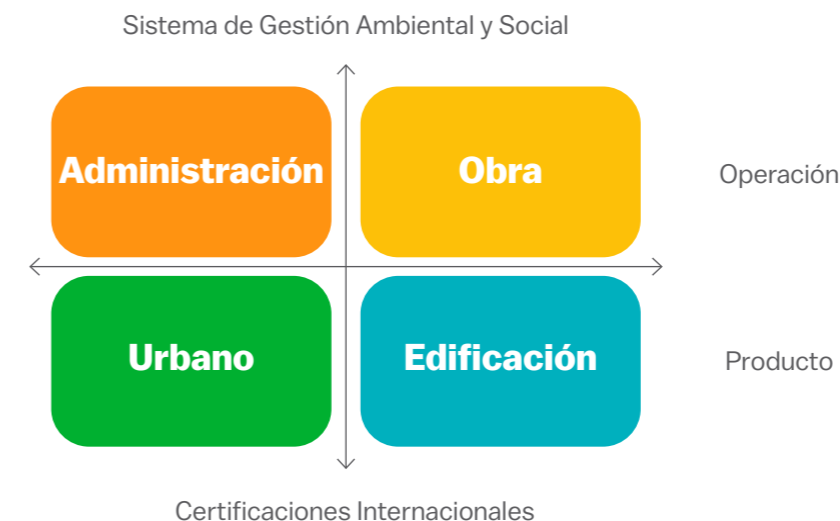 Sistema de Gestión Ambiental y Social
Administración
Obra
Operación
Urbano
Edificación
Producto
Certificaciones Internacionales